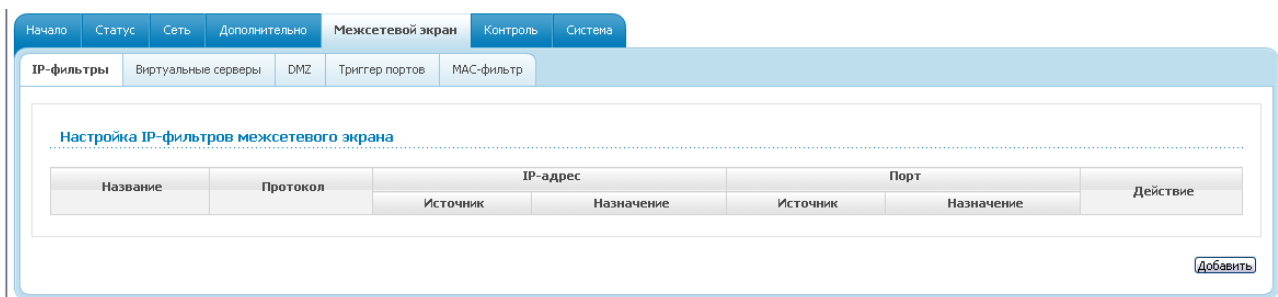 Начало Статус Сеть Дополнительно Межсетевой экран Контроль Система
IP-фильтры Виртуальные серверы DMZ Триггер портов MAC-фильтр
Настройка IP-фильтров межсетевого экрана
Название Протокол IP-адрес Порт Действие
Источник Назначение Источник Назначение
Добавить